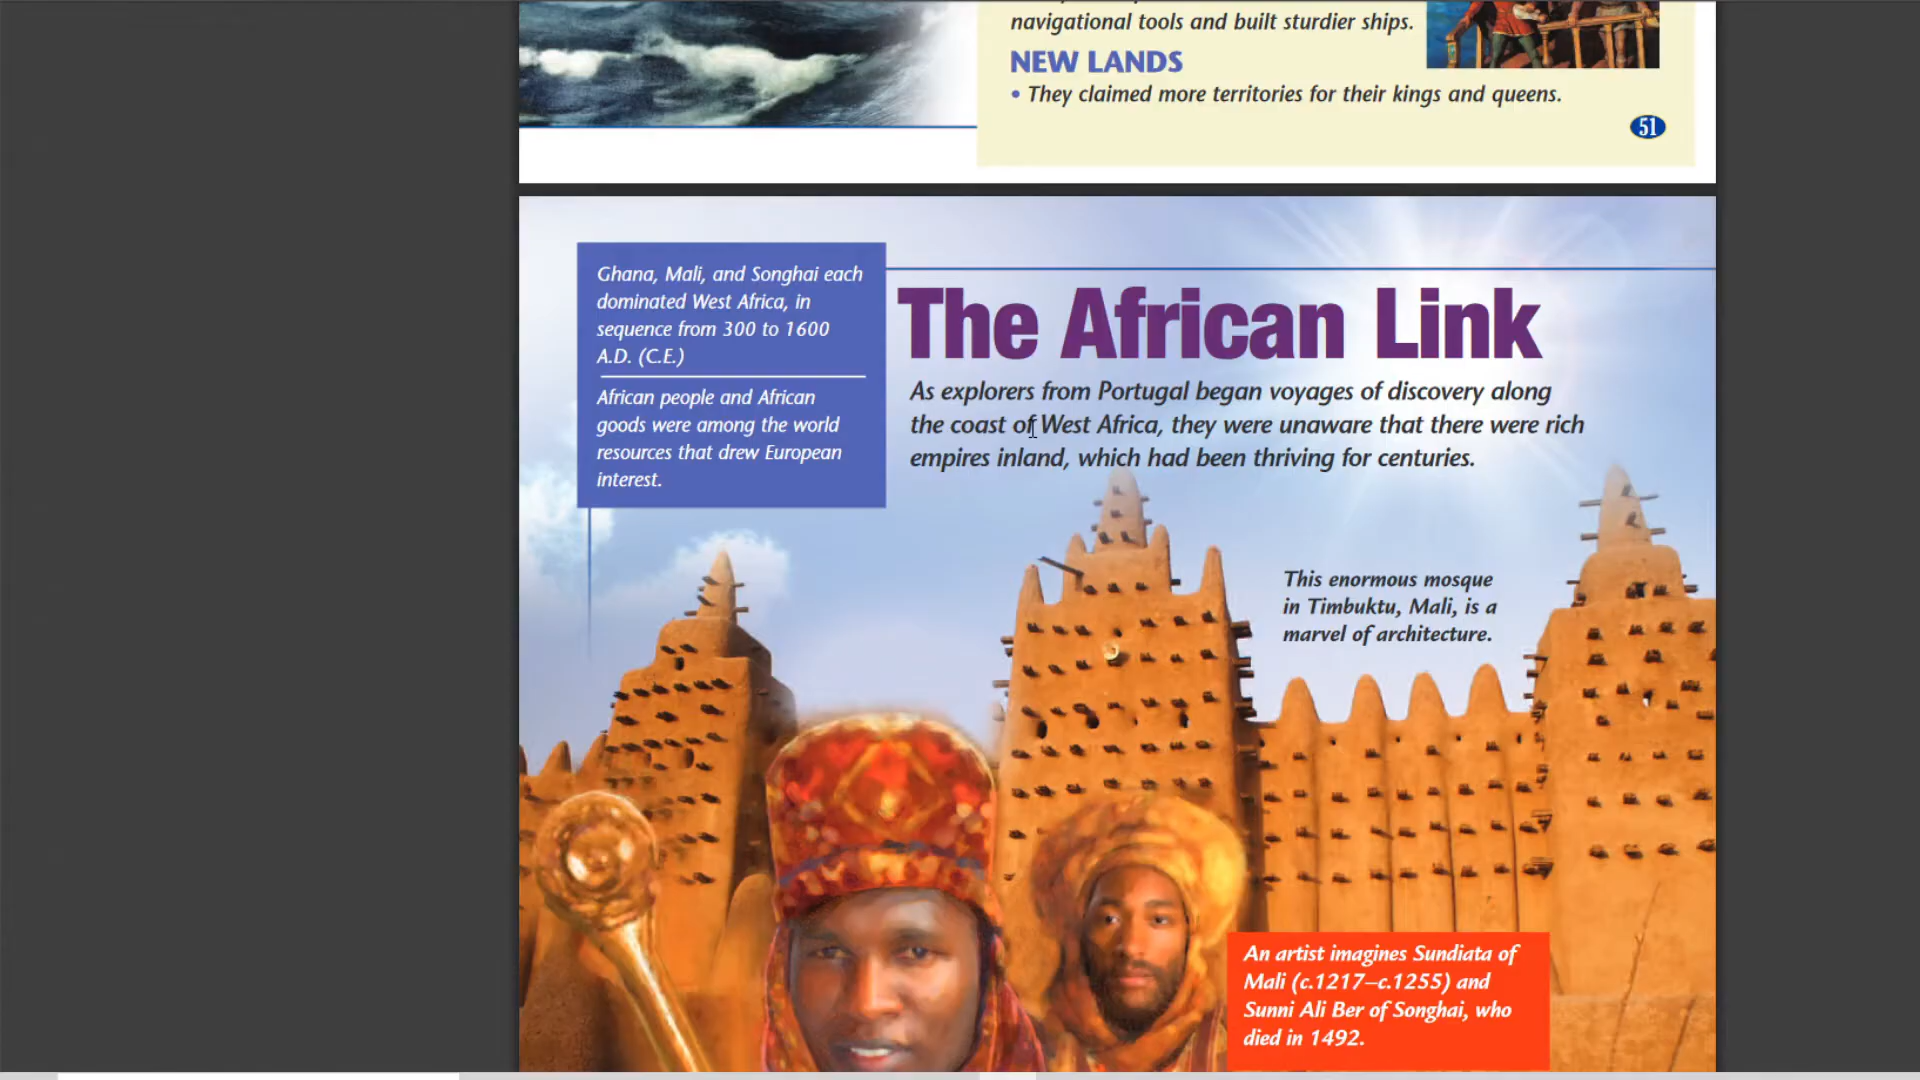 navigational tools and built sturdier ships.
NEW LANDS
• They claimed more territories for their kings and queens.
51
Ghana, Mali, and Songhai each
dominated West Africa, in
sequence from 300 to 1600
A.D. (C.E.)
African people and African
goods were among the world
resources that drew European
interest.
The African Link
As explorers from Portugal began voyages of discovery along
the coast of West Africa, they were unaware that there were rich
empires inland, which had been thriving for centuries.
This enormous mosque
in Timbuktu, Mali, is a
marvel of architecture.
An artist imagines Sundiata of
Mali (c.1217–c.1255) and
Sunni Ali Ber of Songhai, who
died in 1492.